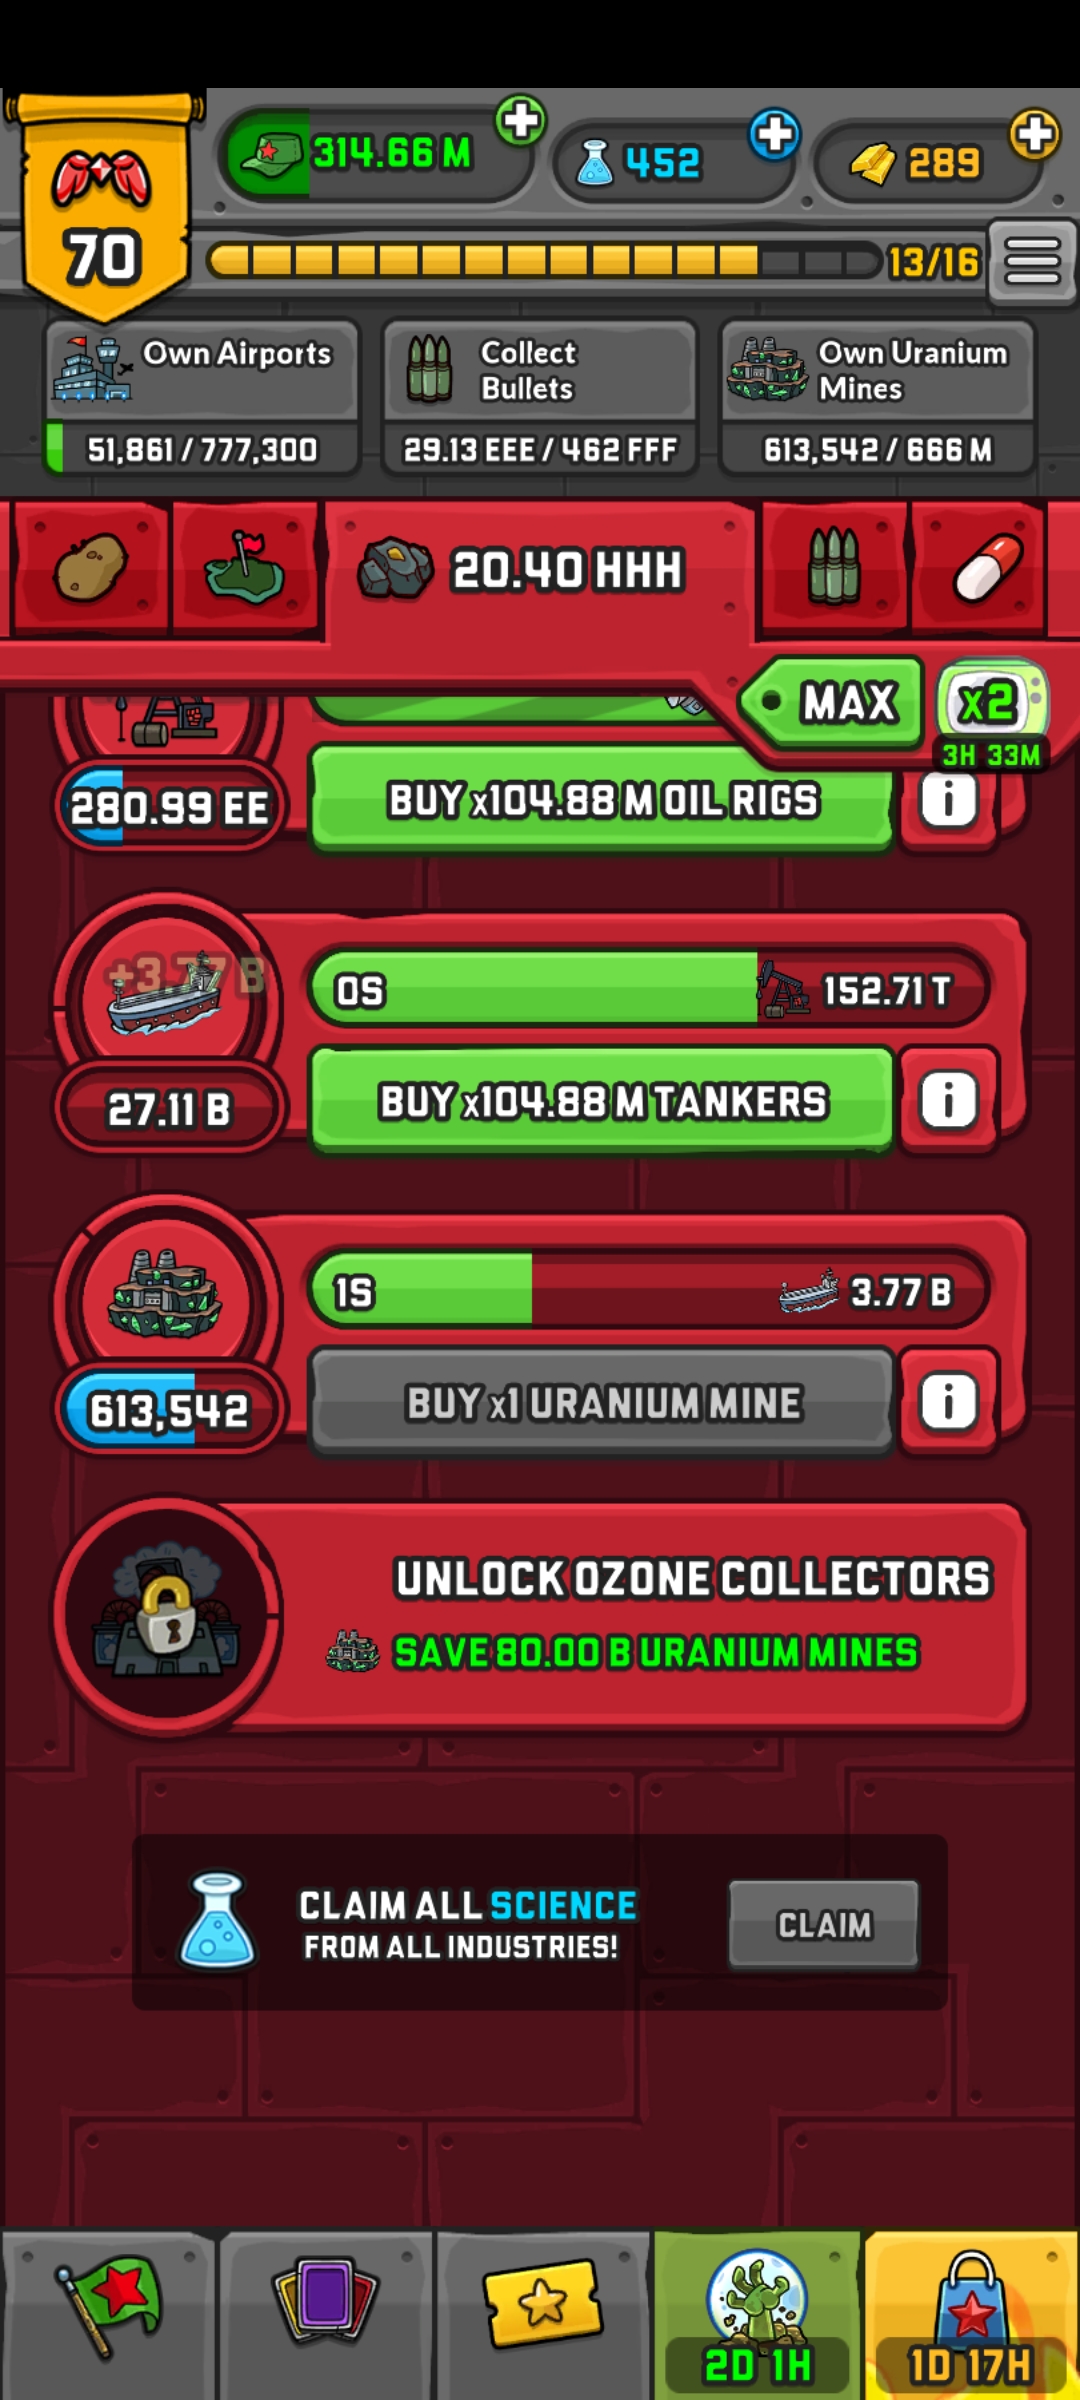 314.66 M
452
289
70
13/16
Own Airports
51,861 / 777,300
Collect
Bullets
29.13 EEE / 462 FFF
Own Uranium
Mines
613,542 / 666 M
20.40 HHH
MAX
x2
3H 33M
280.99 EE
BUY x104.88 M OIL RIGS
i
+3.77 B
0S
152.71 T
27.11 B
BUY x104.88 M TANKERS
i
1S
3.77 B
613,542
BUY x1 URANIUM MINE
i
UNLOCK OZONE COLLECTORS
SAVE 80.00 B URANIUM MINES
CLAIM ALL SCIENCE
FROM ALL INDUSTRIES!
CLAIM
2D 1H
1D 17H